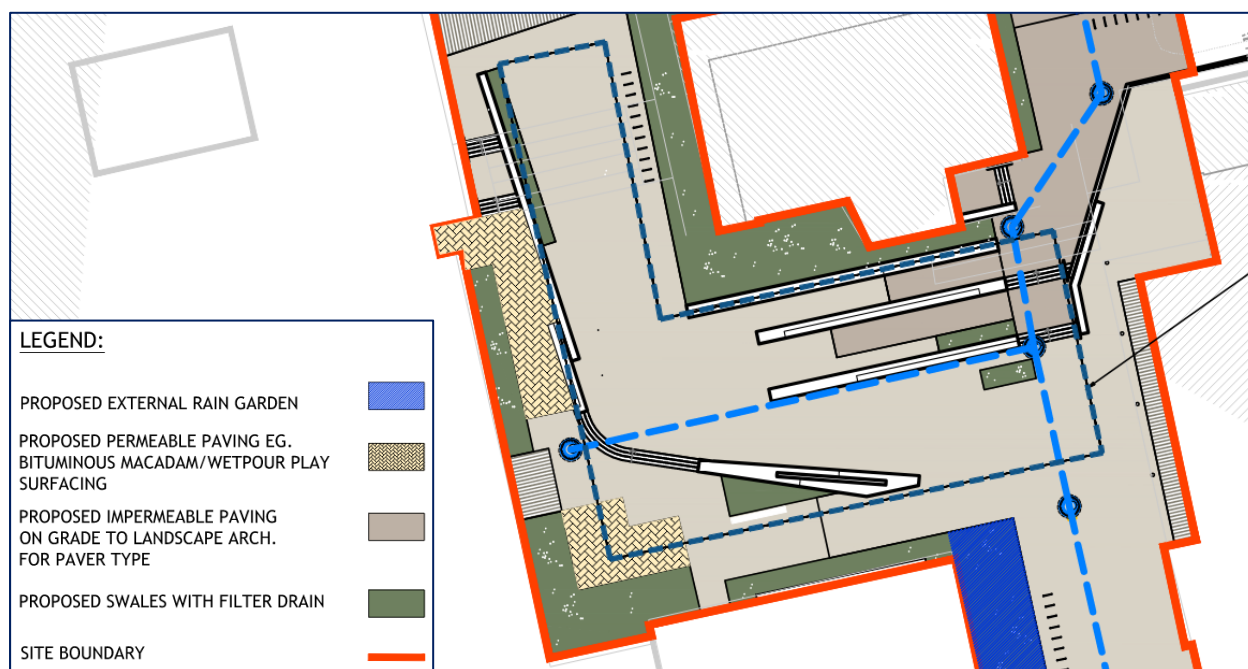 LEGEND:
PROPOSED EXTERNAL RAIN GARDEN
PROPOSED PERMEABLE PAVING EG.
BITUMINOUS MACADAM/WETPOUR PLAY
SURFACING
PROPOSED IMPERMEABLE PAVING
ON GRADE TO LANDSCAPE ARCH.
FOR PAVER TYPE
PROPOSED SWALES WITH FILTER DRAIN
SITE BOUNDARY